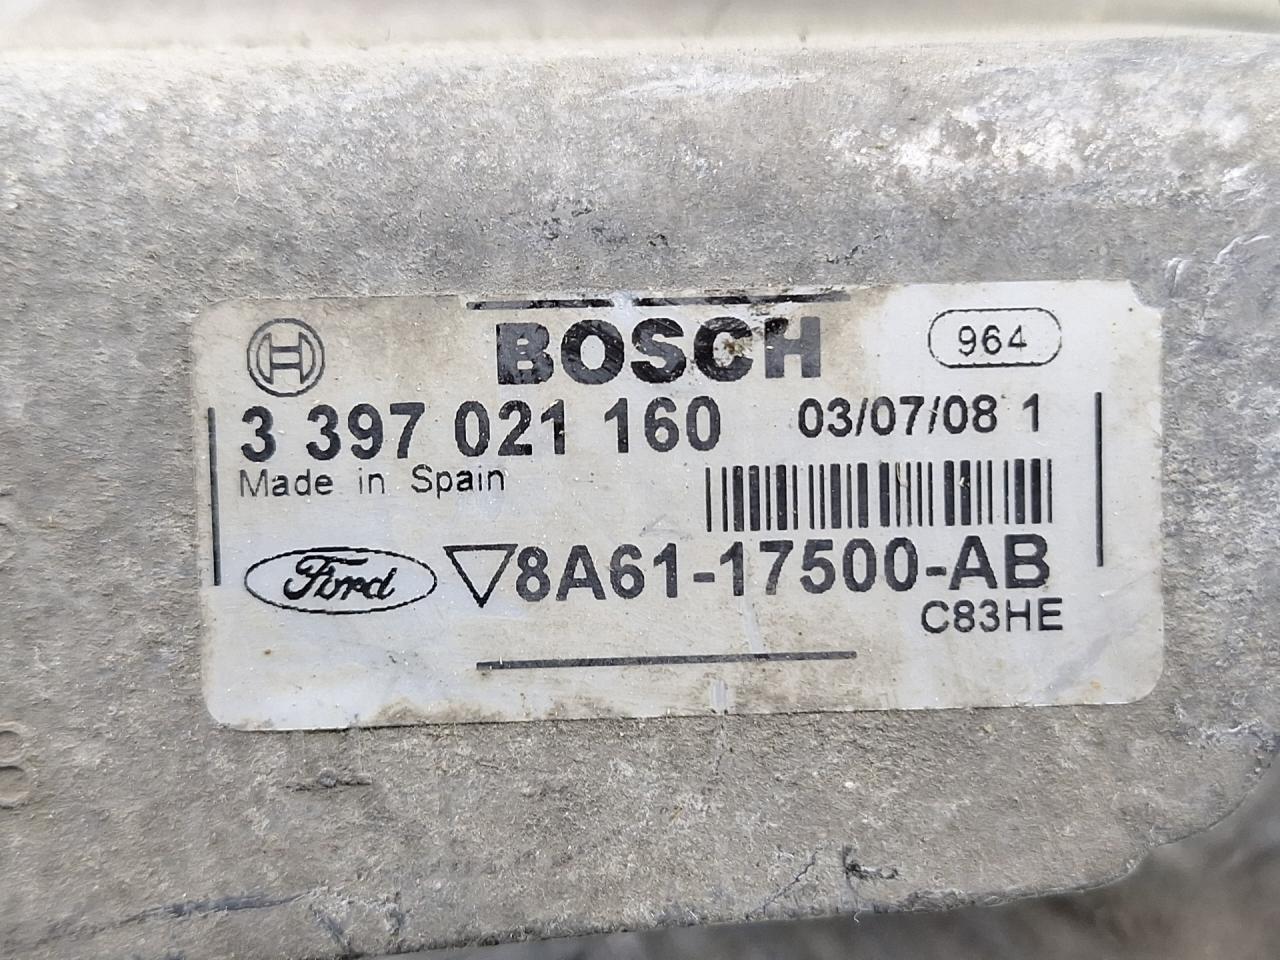 BOSCH
964
3 397 021 160
03/07/08 1
Made in Spain
Ford
8A61-17500-AB
C83HE